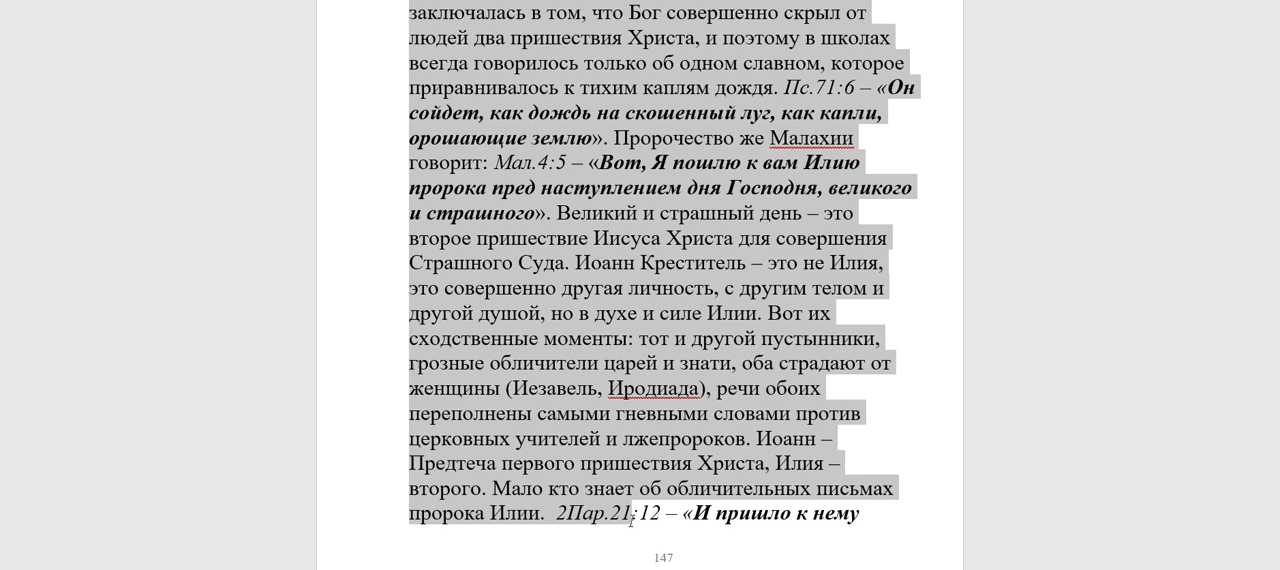 заключалась в том, что Бог совершенно скрыл от
людей два пришествия Христа, и поэтому в школах
всегда говорилось только об одном славном, которое
приравнивалось к тихим каплям дождя. Пс.71:6 – «Он
сойдет, как дождь на скошенный луг, как капли,
орошающие землю». Пророчество же Малахии
говорит: Мал.4:5 – «Вот, Я пошлю к вам Илию
пророка пред наступлением дня Господня, великого
и страшного». Великий и страшный день – это
второе пришествие Иисуса Христа для совершения
Страшного Суда. Иоанн Креститель – это не Илия,
это совершенно другая личность, с другим телом и
другой душой, но в духе и силе Илии. Вот их
сходственные моменты: тот и другой пустынники,
грозные обличители царей и знати, оба страдают от
женщины (Иезавель, Иродиада), речи обоих
переполнены самыми гневными словами против
церковных учителей и лжепророков. Иоанн –
Предтеча первого пришествия Христа, Илия –
второго. Мало кто знает об обличительных письмах
пророка Илии. 2Пар.21:12 – «И пришло к нему
147